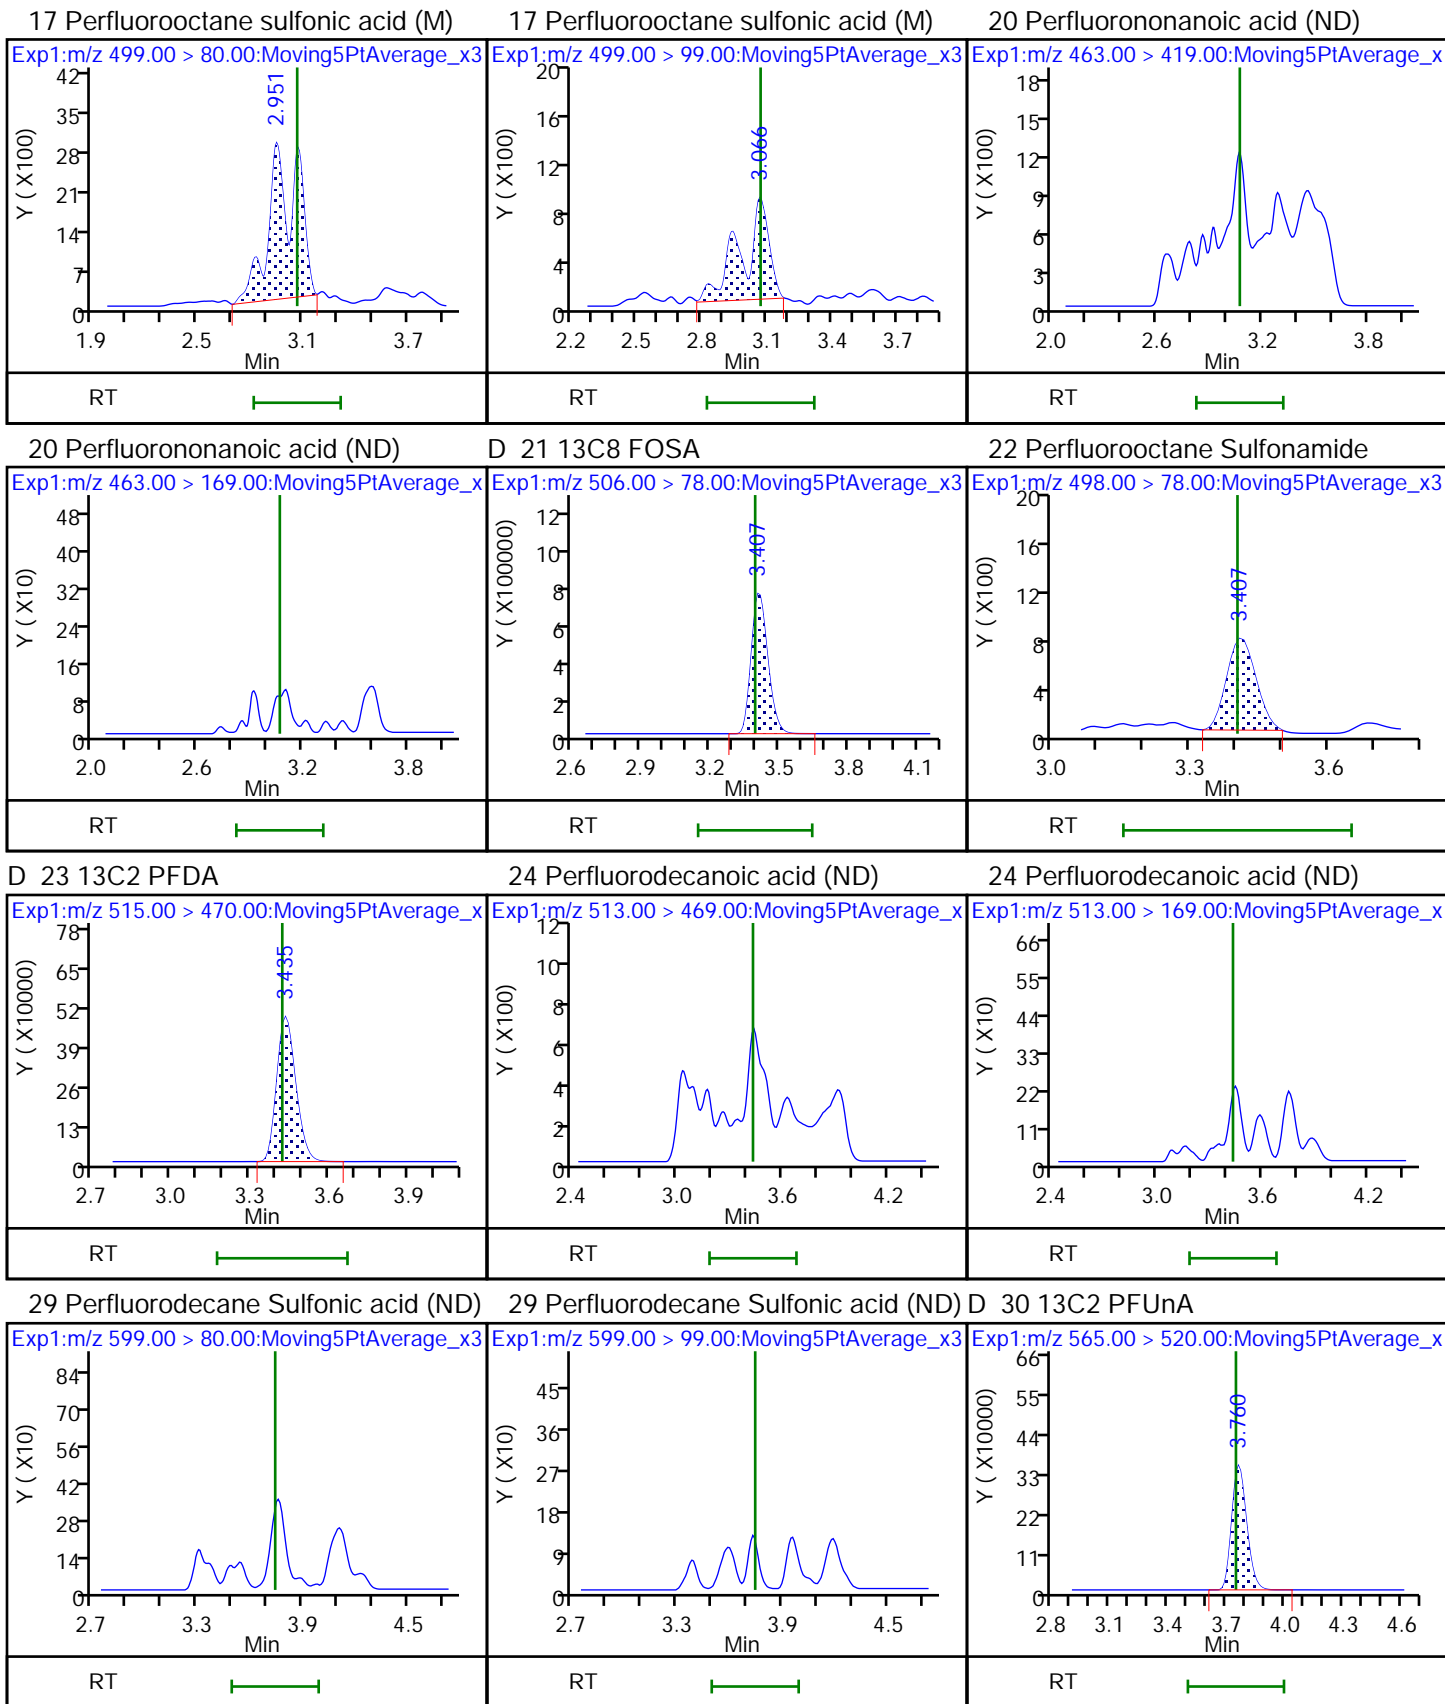 17 Perfluorooctane sulfonic acid (M)
Exp1:m/z 499.00 > 80.00:Moving5PtAverage_x3
Y ( X100)
42
35
28
21
14
7
0
2.951
1.9 2.5 3.1 3.7
Min
RT
17 Perfluorooctane sulfonic acid (M)
Exp1:m/z 499.00 > 99.00:Moving5PtAverage_x3
Y ( X100)
20
16
12
8
4
0
3.066
2.2 2.5 2.8 3.1 3.4 3.7
Min
RT
20 Perfluorononanoic acid (ND)
Exp1:m/z 463.00 > 419.00:Moving5PtAverage_x
Y ( X100)
18
15
12
9
6
3
0
2.0 2.6 3.2 3.8
Min
RT
20 Perfluorononanoic acid (ND)
Exp1:m/z 463.00 > 169.00:Moving5PtAverage_x
Y ( X10)
48
40
32
24
16
8
0
2.0 2.6 3.2 3.8
Min
RT
D 21 13C8 FOSA
Exp1:m/z 506.00 > 78.00:Moving5PtAverage_x3
Y ( X100000)
12
10
8
6
4
2
0
3.407
2.6 2.9 3.2 3.5 3.8 4.1
Min
RT
22 Perfluorooctane Sulfonamide
Exp1:m/z 498.00 > 78.00:Moving5PtAverage_x3
Y ( X100)
20
16
12
8
4
0
3.407
3.0 3.3 3.6
Min
RT
D 23 13C2 PFDA
Exp1:m/z 515.00 > 470.00:Moving5PtAverage_x
Y ( X10000)
78
65
52
39
26
13
0
3.435
2.7 3.0 3.3 3.6 3.9
Min
RT
24 Perfluorodecanoic acid (ND)
Exp1:m/z 513.00 > 469.00:Moving5PtAverage_x
Y ( X100)
12
10
8
6
4
2
0
2.4 3.0 3.6 4.2
Min
RT
24 Perfluorodecanoic acid (ND)
Exp1:m/z 513.00 > 169.00:Moving5PtAverage_x
Y ( X10)
66
55
44
33
22
11
0
2.4 3.0 3.6 4.2
Min
RT
29 Perfluorodecane Sulfonic acid (ND)
Exp1:m/z 599.00 > 80.00:Moving5PtAverage_x3
Y ( X10)
84
70
56
42
28
14
0
2.7 3.3 3.9 4.5
Min
RT
29 Perfluorodecane Sulfonic acid (ND)
Exp1:m/z 599.00 > 99.00:Moving5PtAverage_x3
Y ( X10)
45
36
27
18
9
0
2.7 3.3 3.9 4.5
Min
RT
D 30 13C2 PFUnA
Exp1:m/z 565.00 > 520.00:Moving5PtAverage_x
Y ( X10000)
66
55
44
33
22
11
0
3.760
2.8 3.1 3.4 3.7 4.0 4.3 4.6
Min
RT